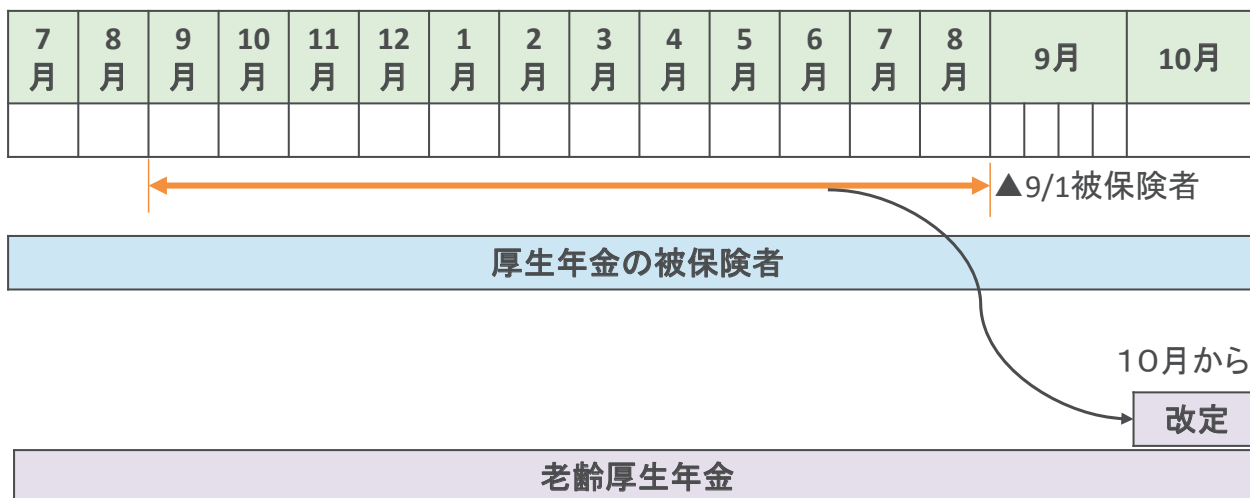 7月 8月 9月 10月 11月 12月 1月 2月 3月 4月 5月 6月 7月 8月 9月 10月
▲9/1被保険者
厚生年金の被保険者
10月から
改定
老齢厚生年金